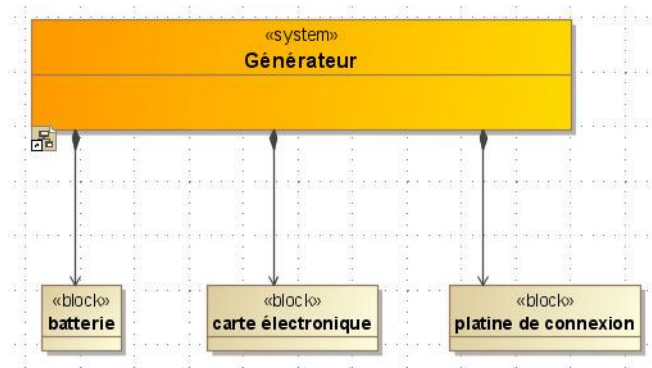 «system»
Générateur
«block»
batterie
«block»
carte électronique
«block»
platine de connexion